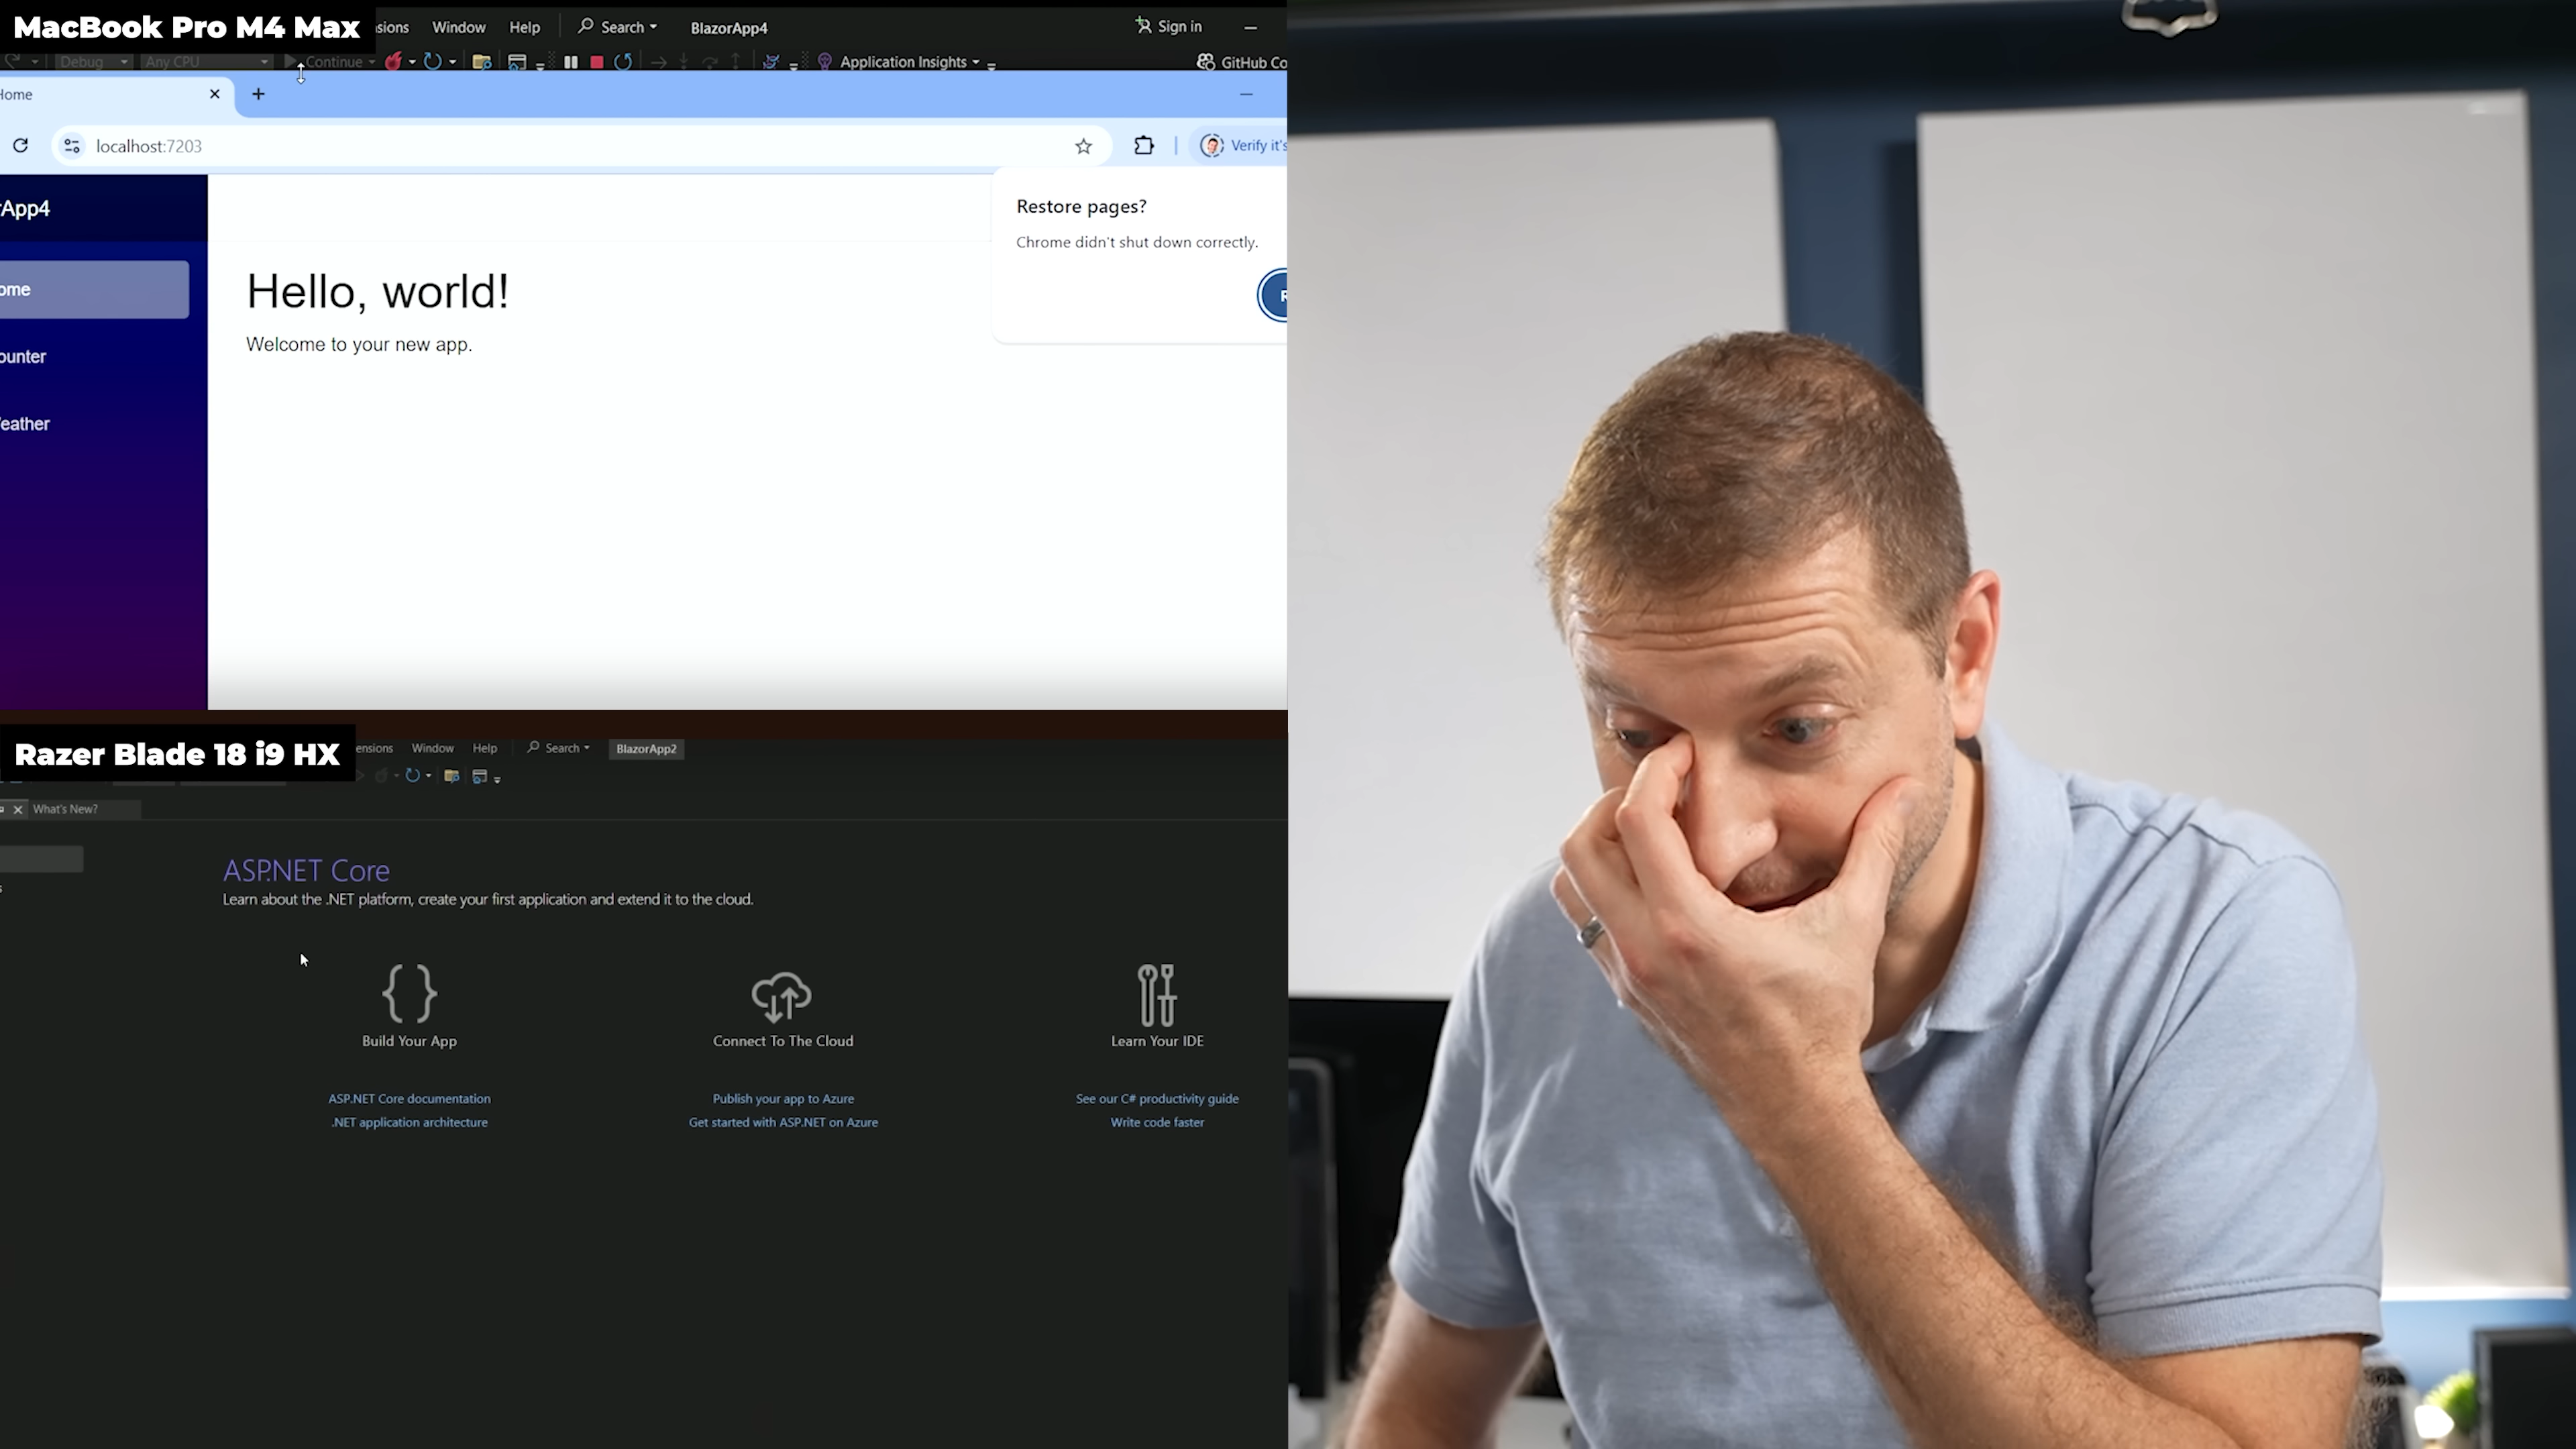 MacBook Pro M4 Max
sions Window Help Search BlazorApp4 Sign in
Debug Any CPU Continue Application Insights GitHub Co
Home
localhost:7203 Verify it's
rApp4
Restore pages?
Chrome didn't shut down correctly.
R
ome
Hello, world!
Welcome to your new app.
ounter
eather
Razer Blade 18 i9 HX
ensions Window Help Search BlazorApp2
What's New?
s
ASP.NET Core
Learn about the .NET platform, create your first application and extend it to the cloud.
{ }
Build Your App
Connect To The Cloud
Learn Your IDE
ASP.NET Core documentation
Publish your app to Azure
See our C# productivity guide
.NET application architecture
Get started with ASP.NET on Azure
Write code faster